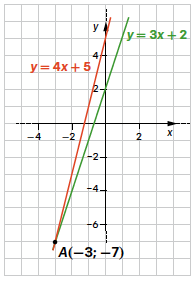 y
y = 3x + 2
4
y = 4x + 5
2
-4
-2
2
x
-2
-4
-6
A(-3; -7)